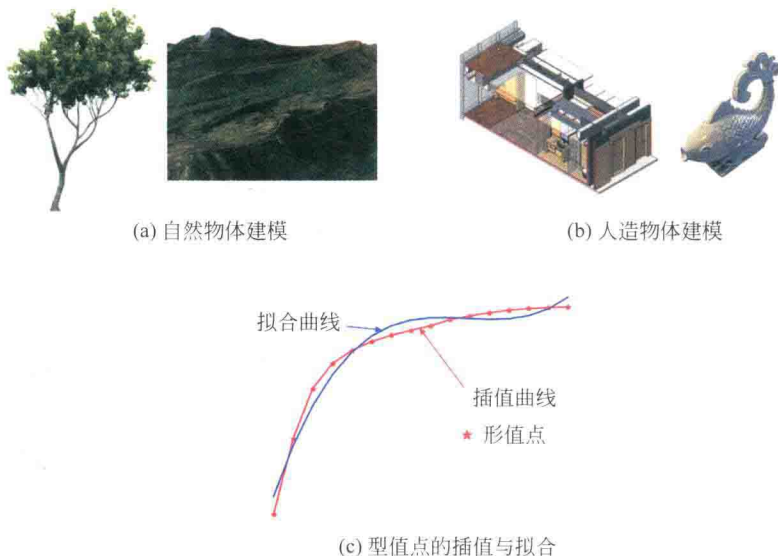 (a) 自然物体建模
(b) 人造物体建模
拟合曲线
插值曲线
★ 形值点
(c) 型值点的插值与拟合